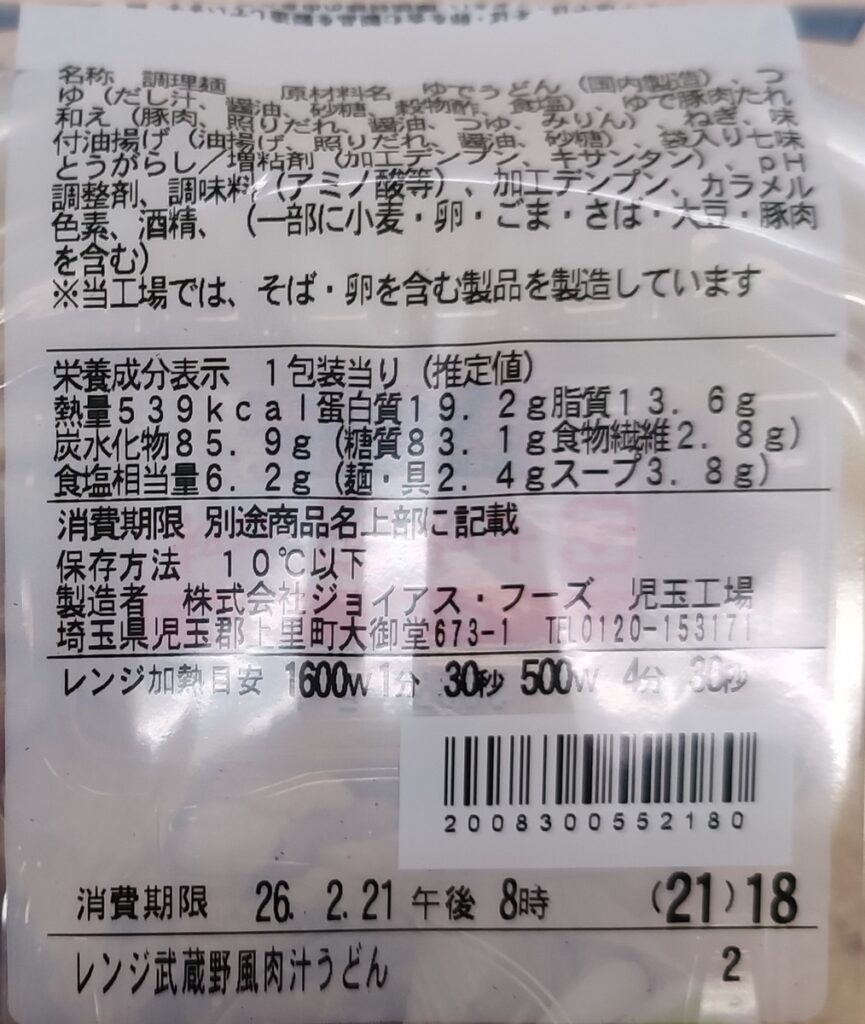 名称　調理麺　　原材料名　ゆでうどん（国内製造）、つ
ゆ（だし汁、醤油、砂糖、穀物酢、食塩）、ゆで豚肉たれ
和え（豚肉、照りだれ、醤油、つゆ、みりん）、ねぎ、味
付油揚げ（油揚げ、照りだれ、醤油、砂糖）、袋入り七味
とうがらし／増粘剤（加工デンプン、キサンタン）、ｐＨ
調整剤、調味料（アミノ酸等）、加工デンプン、カラメル
色素、酒精、（一部に小麦・卵・ごま・さば・大豆・豚肉
を含む）
※当工場では、そば・卵を含む製品を製造しています
栄養成分表示　１包装当り（推定値）
熱量５３９ｋｃａｌ蛋白質１９．２ｇ脂質１３．６ｇ
炭水化物８５．９ｇ（糖質８３．１ｇ食物繊維２．８ｇ）
食塩相当量６．２ｇ（麺・具２．４ｇスープ３．８ｇ）
消費期限　別途商品名上部に記載
保存方法　１０℃以下
製造者　株式会社ジョイアス・フーズ　児玉工場
埼玉県児玉郡上里町大御堂673-1　TEL0120-153171
レンジ加熱目安　1600W 1分　30秒 500W　4分　30秒
2008300552180
消費期限　26. 2.21 午後 8時　（21）18
レンジ武蔵野風肉汁うどん　2